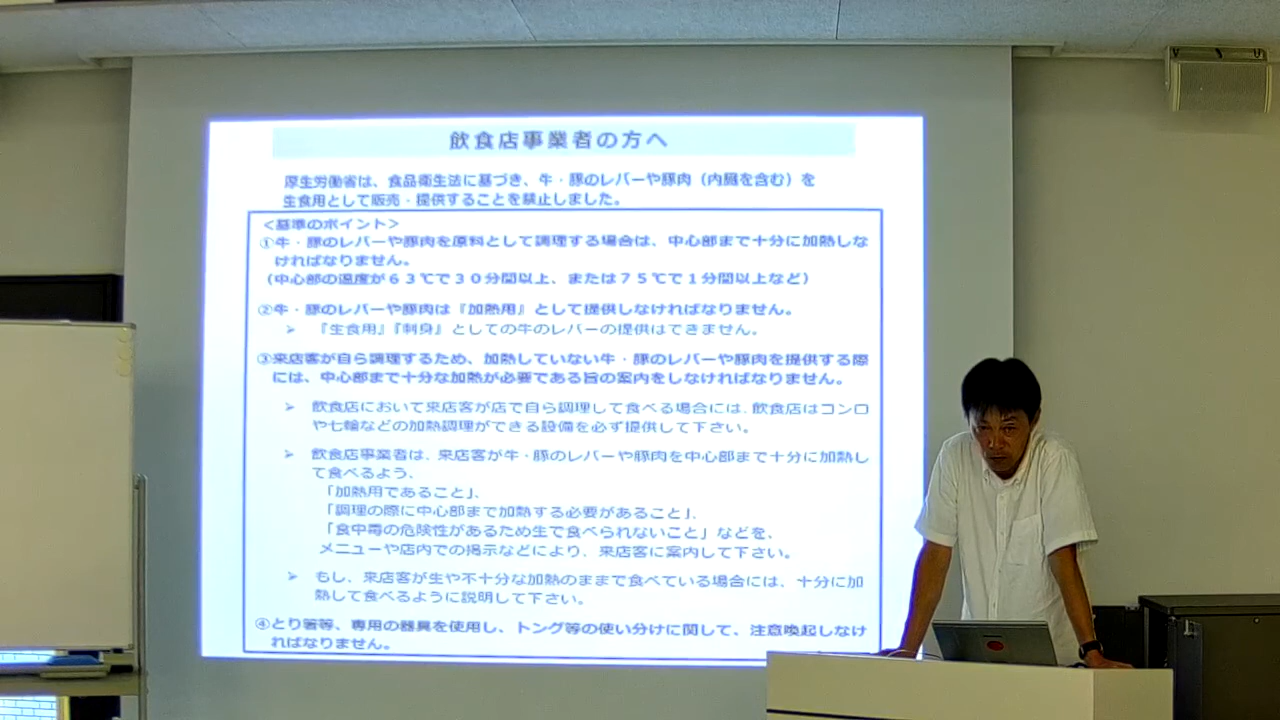 飲食店事業者の方へ
厚生労働省は、食品衛生法に基づき、牛・豚のレバーや豚肉（内臓を含む）を
生食用として販売・提供することを禁止しました。
＜基準のポイント＞
①牛・豚のレバーや豚肉を原料として調理する場合は、中心部まで十分に加熱しな
ければなりません。
（中心部の温度が６３℃で３０分間以上、または７５℃で１分間以上など）
②牛・豚のレバーや豚肉は『加熱用』として提供しなければなりません。
➢ 『生食用』『刺身』としての牛のレバーの提供はできません。
③来店客が自ら調理するため、加熱していない牛・豚のレバーや豚肉を提供する際
には、中心部まで十分な加熱が必要である旨の案内をしなければなりません。
➢ 飲食店において来店客が店で自ら調理して食べる場合には、飲食店はコンロ
や七輪などの加熱調理ができる設備を必ず提供して下さい。
➢ 飲食店事業者は、来店客が牛・豚のレバーや豚肉を中心部まで十分に加熱し
て食べるよう、
「加熱用であること」、
「調理の際に中心部まで加熱する必要があること」、
「食中毒の危険性があるため生で食べられないこと」などを、
メニューや店内での掲示などにより、来店客に案内して下さい。
➢ もし、来店客が生や不十分な加熱のままで食べている場合には、十分に加
熱して食べるように説明して下さい。
④とり箸等、専用の器具を使用し、トング等の使い分けに関して、注意喚起しなけ
ればなりません。